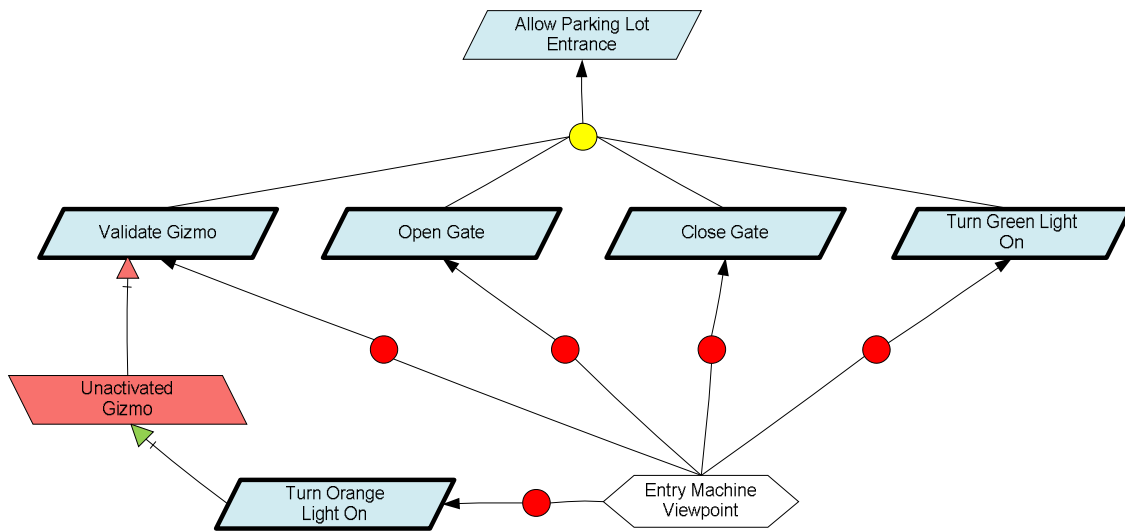 Allow Parking Lot
Entrance
Validate Gizmo
Open Gate
Close Gate
Turn Green Light
On
Unactivated
Gizmo
Turn Orange
Light On
Entry Machine
Viewpoint